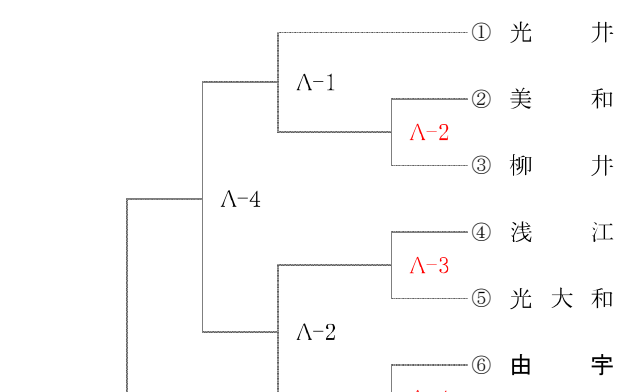 ① 光 井
Λ-1
② 美 和
Λ-2
③ 柳 井
Λ-4
④ 浅 江
Λ-3
⑤ 光 大 和
Λ-2
⑥ 由 宇